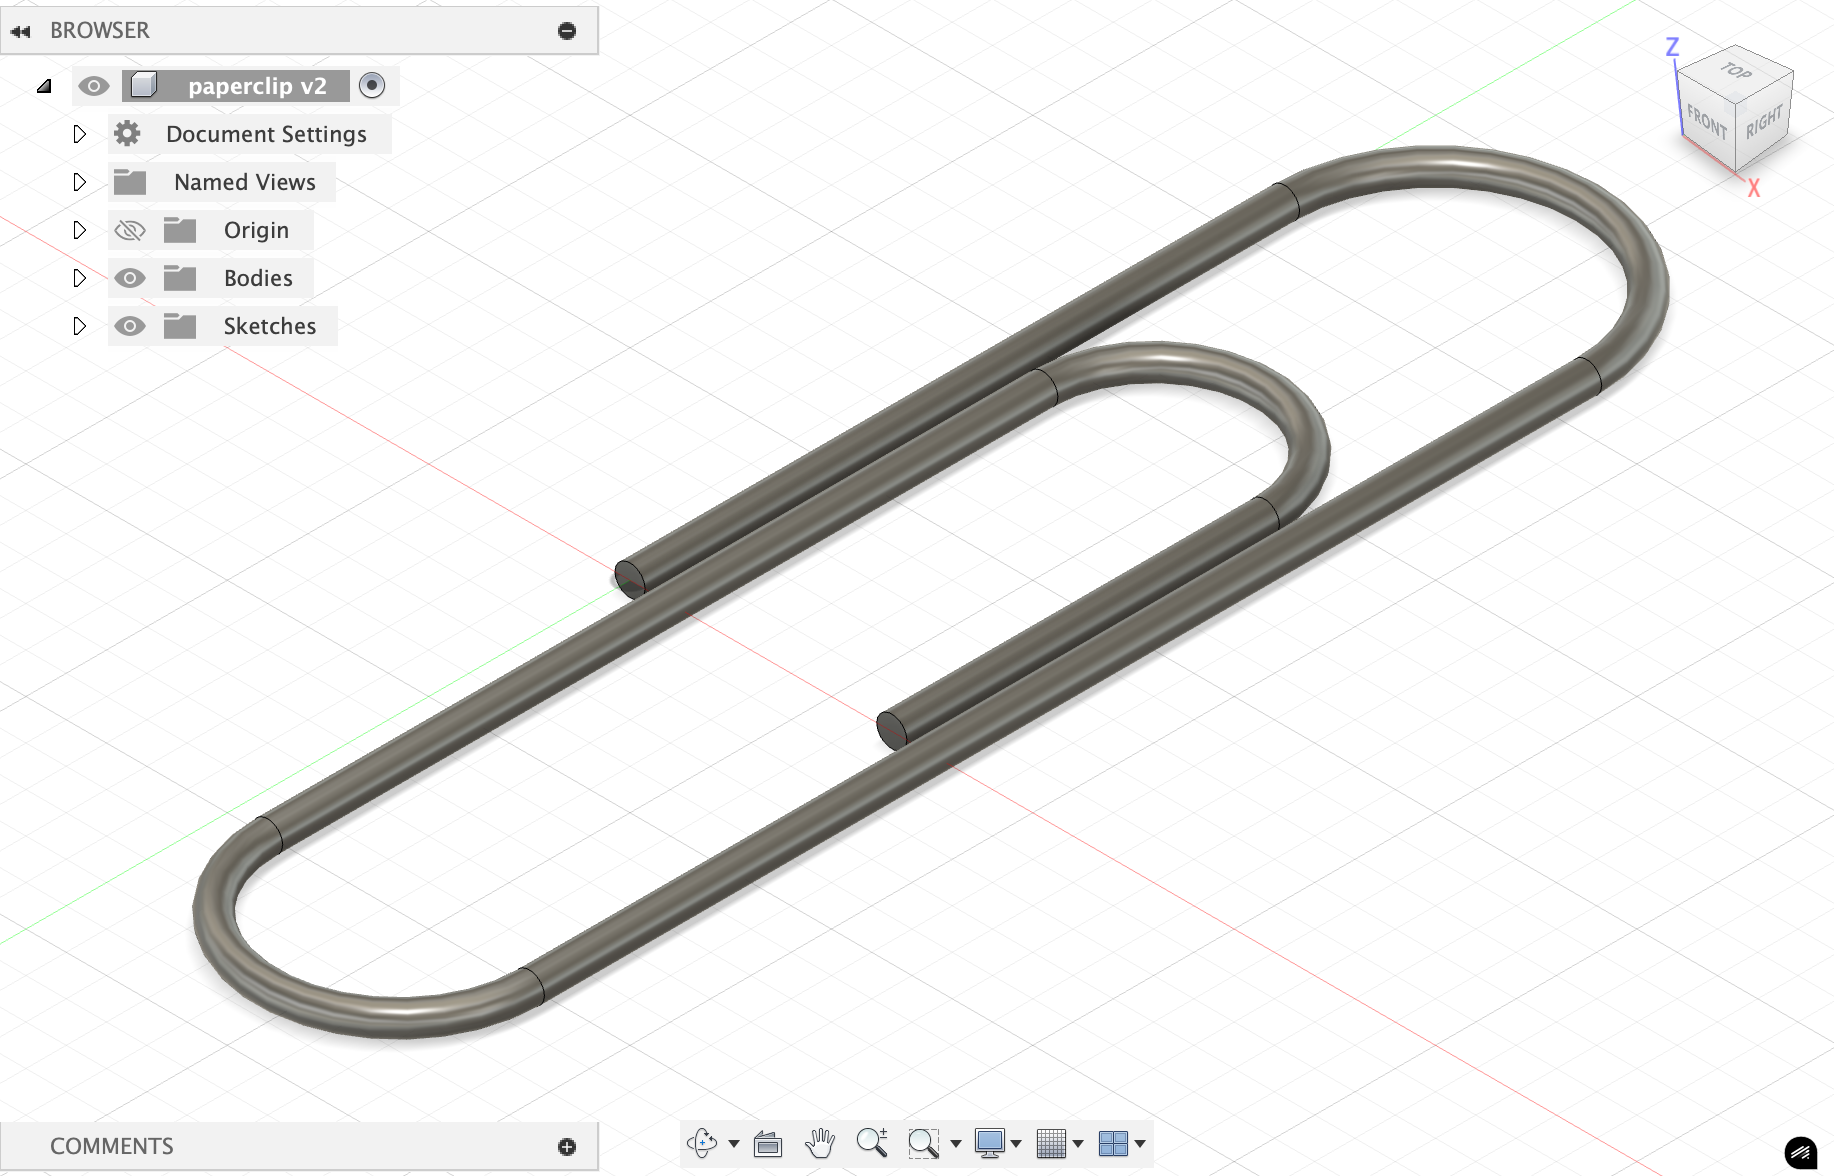 BROWSER
paperclip v2
Document Settings
Named Views
Origin
Bodies
Sketches
Z
TOP
FRONT
RIGHT
X
COMMENTS